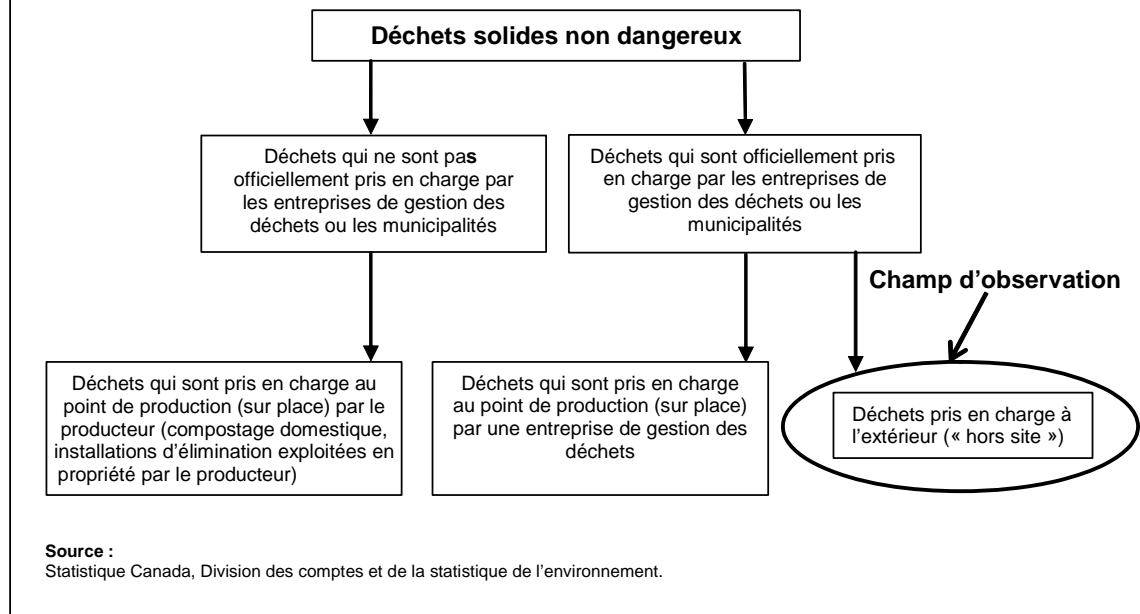 Déchets solides non dangereux
Déchets qui ne sont pas
officiellement pris en charge par
les entreprises de gestion des
déchets ou les municipalités
Déchets qui sont officiellement pris
en charge par les entreprises de
gestion des déchets ou les
municipalités
Champ d’observation
Déchets qui sont pris en charge au
point de production (sur place) par le
producteur (compostage domestique,
installations d’élimination exploitées en
propriété par le producteur)
Déchets qui sont pris en charge
au point de production (sur place)
par une entreprise de gestion des
déchets
Déchets pris en charge à
l’extérieur (« hors site »)
Source :
Statistique Canada, Division des comptes et de la statistique de l’environnement.